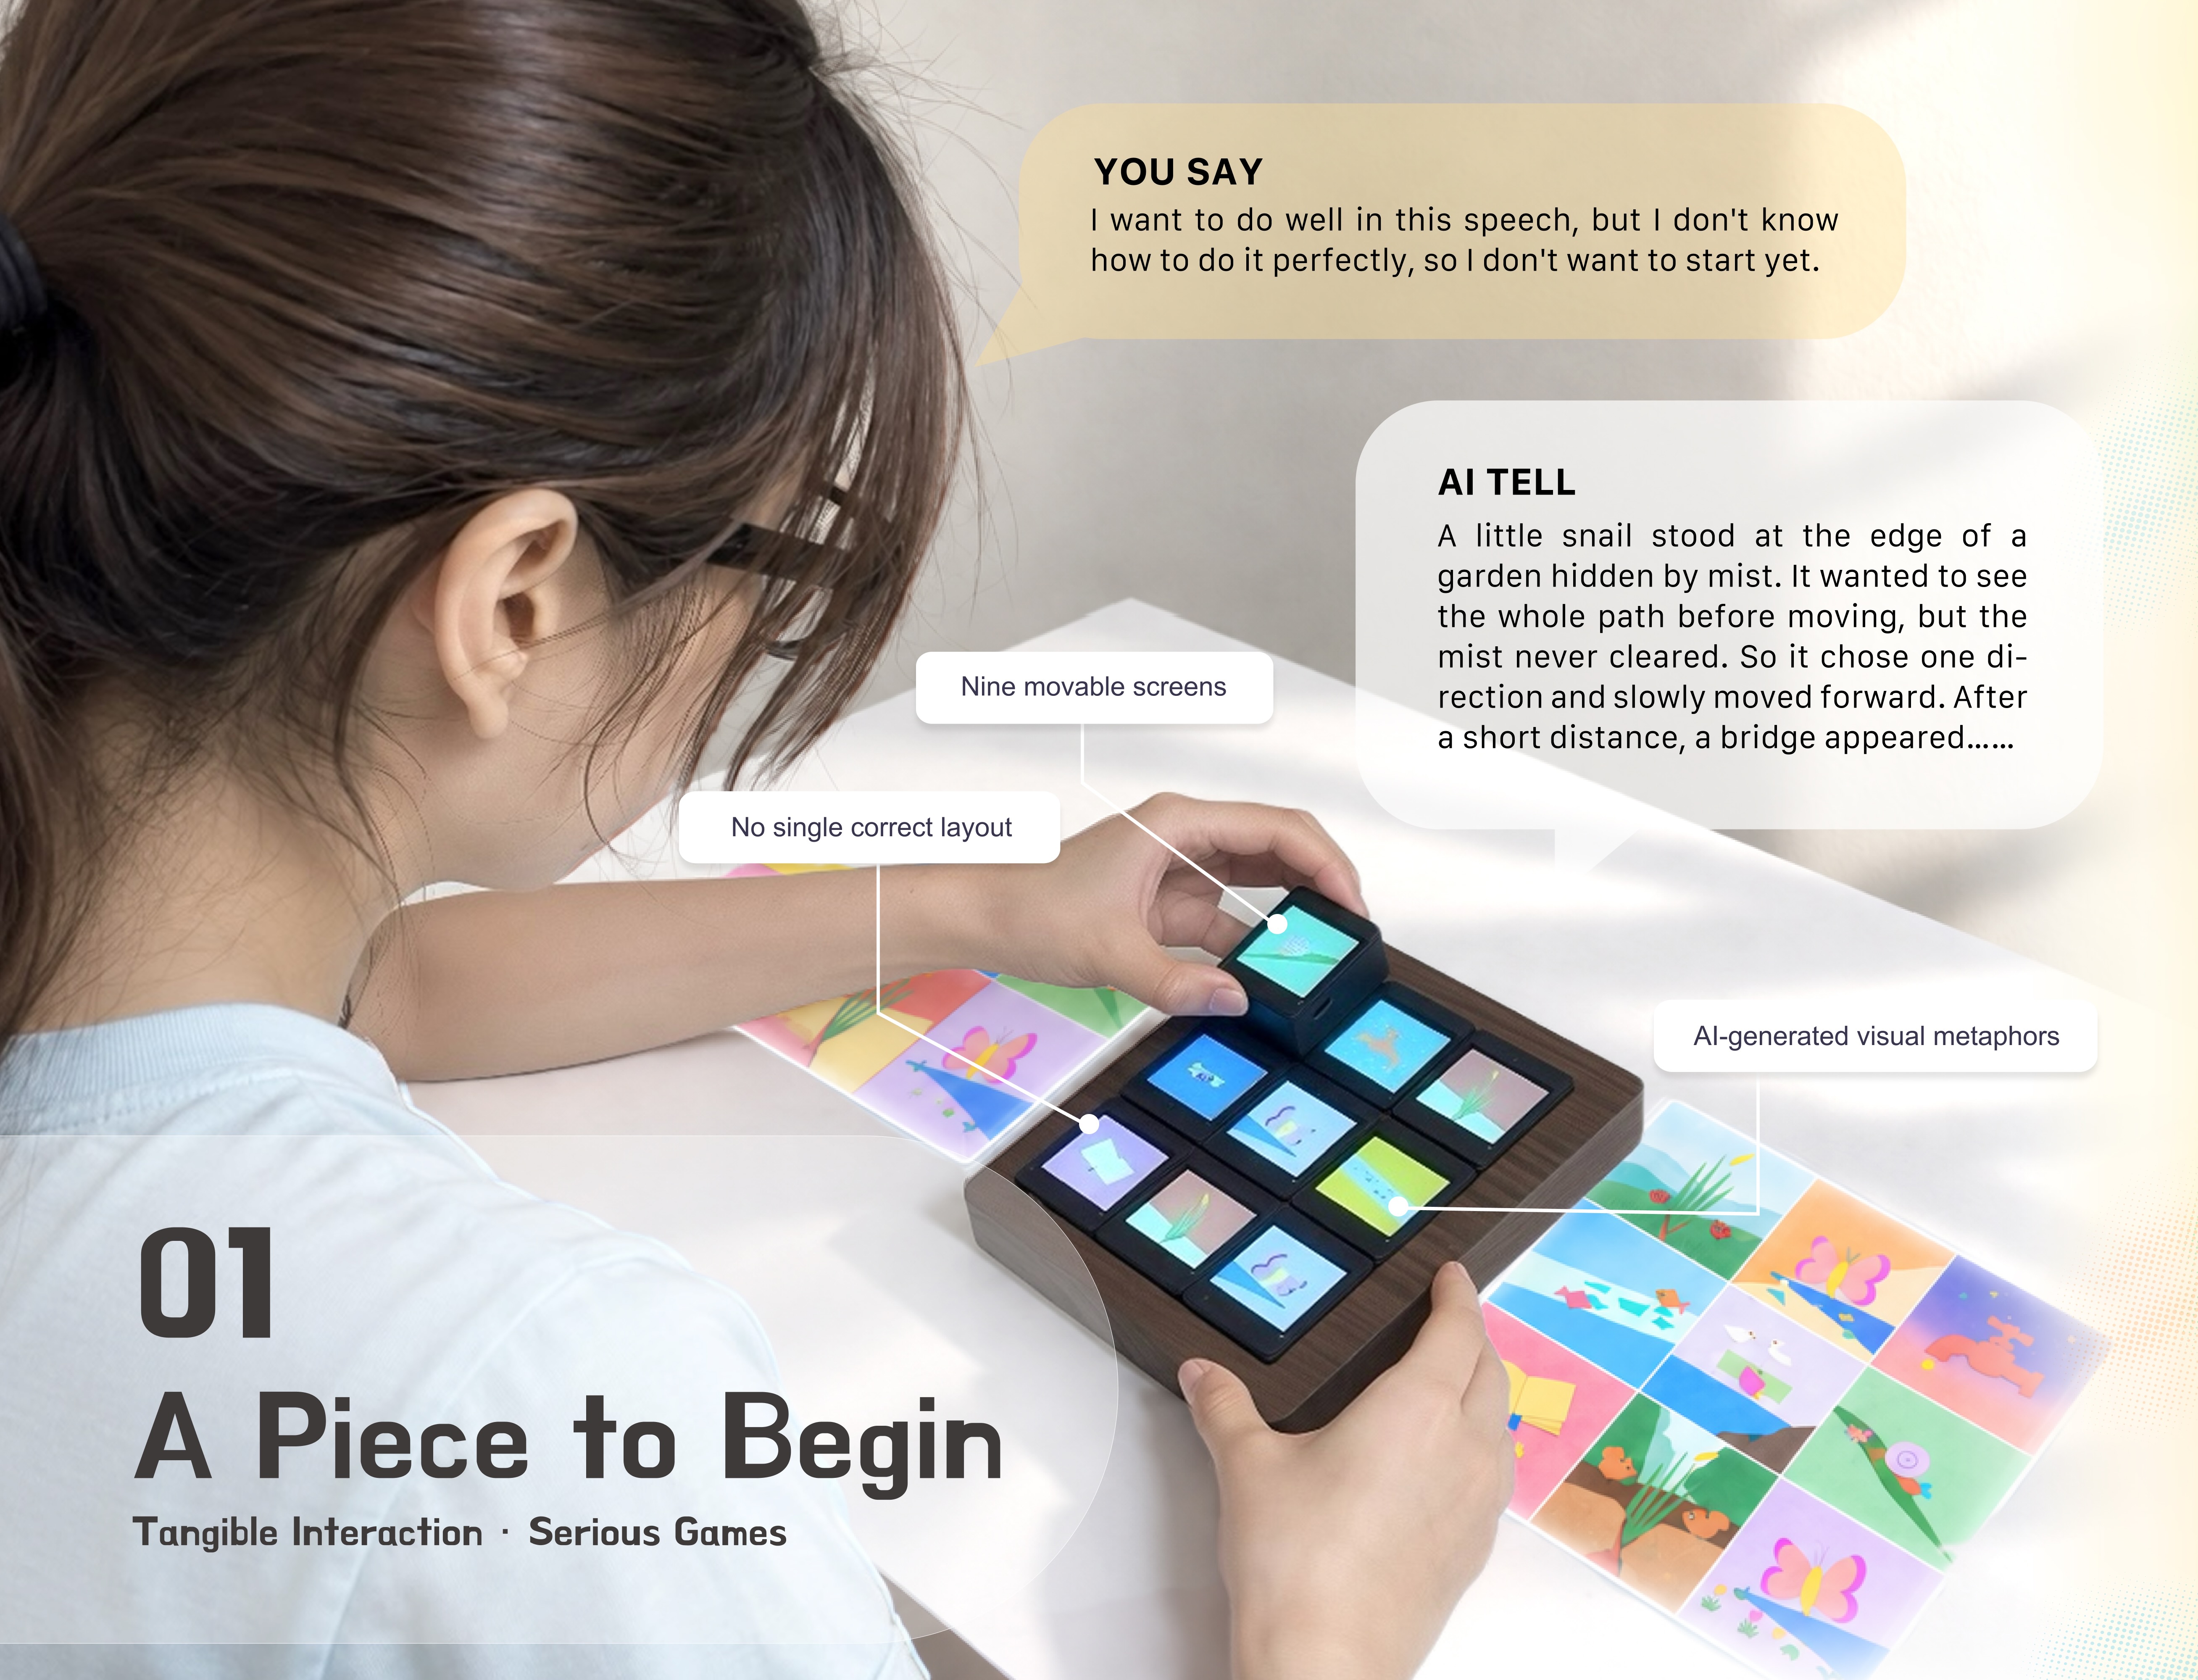 YOU SAY
I want to do well in this speech, but I don't know
how to do it perfectly, so I don't want to start yet.
AI TELL
A little snail stood at the edge of a
garden hidden by mist. It wanted to see
the whole path before moving, but the
mist never cleared. So it chose one di-
rection and slowly moved forward. After
a short distance, a bridge appeared......
Nine movable screens
No single correct layout
AI-generated visual metaphors
01
A Piece to Begin
Tangible Interaction · Serious Games